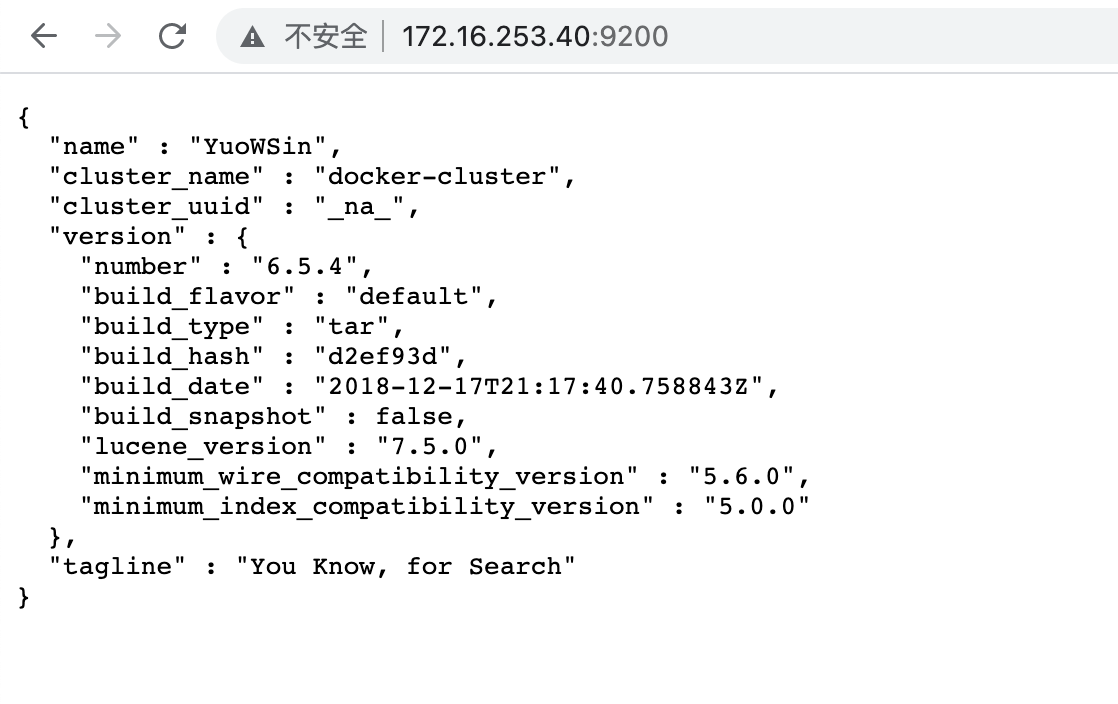 不安全 172.16.253.40:9200
{
  "name" : "YuoWSin",
  "cluster_name" : "docker-cluster",
  "cluster_uuid" : "_na_",
  "version" : {
    "number" : "6.5.4",
    "build_flavor" : "default",
    "build_type" : "tar",
    "build_hash" : "d2ef93d",
    "build_date" : "2018-12-17T21:17:40.758843Z",
    "build_snapshot" : false,
    "lucene_version" : "7.5.0",
    "minimum_wire_compatibility_version" : "5.6.0",
    "minimum_index_compatibility_version" : "5.0.0"
  },
  "tagline" : "You Know, for Search"
}